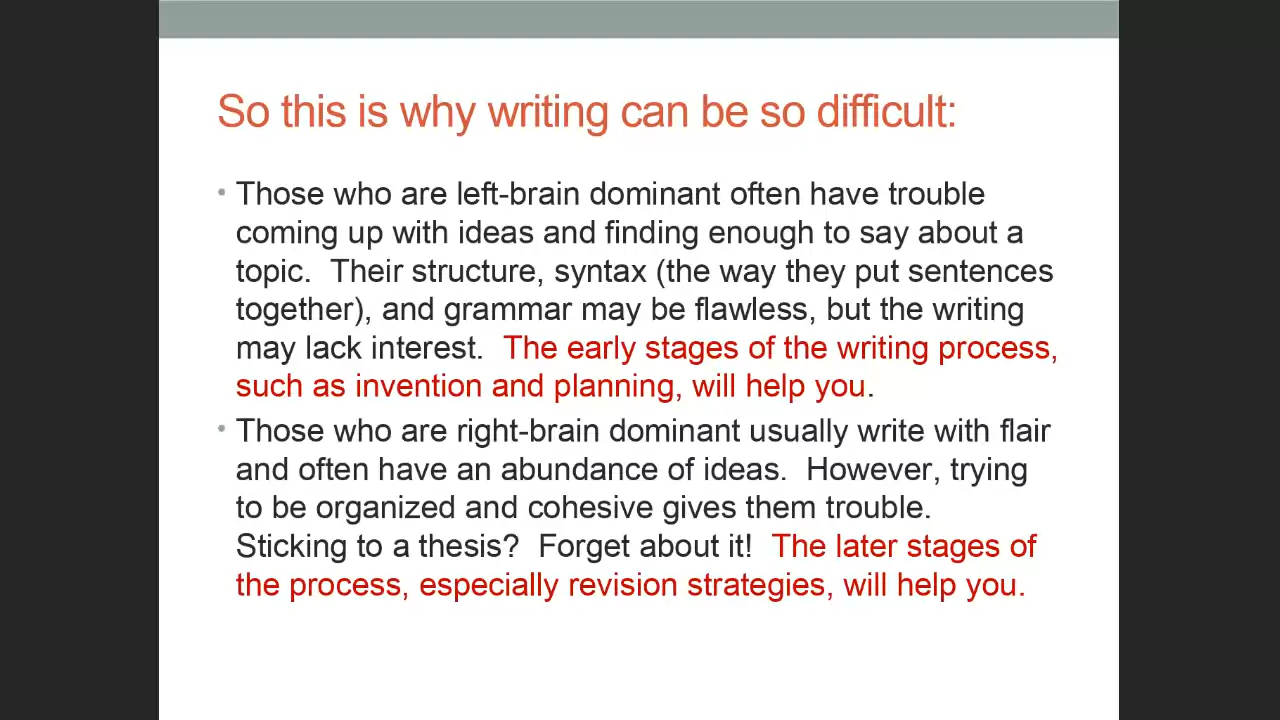 So this is why writing can be so difficult:
• Those who are left-brain dominant often have trouble
coming up with ideas and finding enough to say about a
topic.  Their structure, syntax (the way they put sentences
together), and grammar may be flawless, but the writing
may lack interest.  The early stages of the writing process,
such as invention and planning, will help you.
• Those who are right-brain dominant usually write with flair
and often have an abundance of ideas.  However, trying
to be organized and cohesive gives them trouble.
Sticking to a thesis?  Forget about it!  The later stages of
the process, especially revision strategies, will help you.